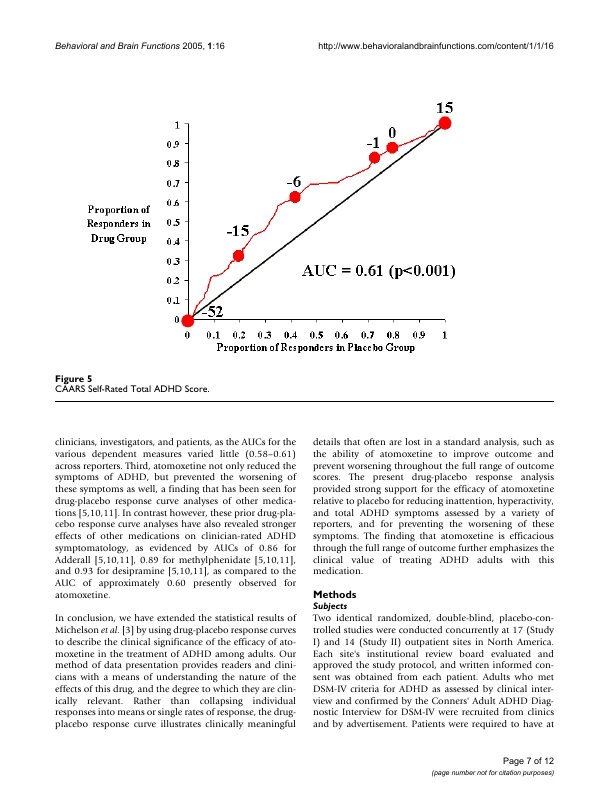 Behavioral and Brain Functions 2005, 1:16
http://www.behavioralandbrainfunctions.com/content/1/1/16
15
0
-1
-6
-15
-52
1
0.9
0.8
0.7
0.6
0.5
0.4
0.3
0.2
0.1
0
Proportion of
Responders in
Drug Group
AUC = 0.61 (p<0.001)
0 0.1 0.2 0.3 0.4 0.5 0.6 0.7 0.8 0.9 1
Proportion of Responders in Placebo Group
Figure 5
CAARS Self-Rated Total ADHD Score.
clinicians, investigators, and patients, as the AUCs for the
various dependent measures varied little (0.58–0.61)
across reporters. Third, atomoxetine not only reduced the
symptoms of ADHD, but prevented the worsening of
these symptoms as well, a finding that has been seen for
drug-placebo response curve analyses of other medica-
tions [5,10,11]. In contrast however, these prior drug-pla-
cebo response curve analyses have also revealed stronger
effects of other medications on clinician-rated ADHD
symptomatology, as evidenced by AUCs of 0.86 for
Adderall [5,10,11], 0.89 for methylphenidate [5,10,11],
and 0.93 for desipramine [5,10,11], as compared to the
AUC of approximately 0.60 presently observed for
atomoxetine.
In conclusion, we have extended the statistical results of
Michelson et al. [3] by using drug-placebo response curves
to describe the clinical significance of the efficacy of ato-
moxetine in the treatment of ADHD among adults. Our
method of data presentation provides readers and clini-
cians with a means of understanding the nature of the
effects of this drug, and the degree to which they are clin-
ically relevant. Rather than collapsing individual
responses into means or single rates of response, the drug-
placebo response curve illustrates clinically meaningful
details that often are lost in a standard analysis, such as
the ability of atomoxetine to improve outcome and
prevent worsening throughout the full range of outcome
scores. The present drug-placebo response analysis
provided strong support for the efficacy of atomoxetine
relative to placebo for reducing inattention, hyperactivity,
and total ADHD symptoms assessed by a variety of
reporters, and for preventing the worsening of these
symptoms. The finding that atomoxetine is efficacious
through the full range of outcome further emphasizes the
clinical value of treating ADHD adults with this
medication.
Methods
Subjects
Two identical randomized, double-blind, placebo-con-
trolled studies were conducted concurrently at 17 (Study
I) and 14 (Study II) outpatient sites in North America.
Each site's institutional review board evaluated and
approved the study protocol, and written informed con-
sent was obtained from each patient. Adults who met
DSM-IV criteria for ADHD as assessed by clinical inter-
view and confirmed by the Conners' Adult ADHD Diag-
nostic Interview for DSM-IV were recruited from clinics
and by advertisement. Patients were required to have at
Page 7 of 12
(page number not for citation purposes)